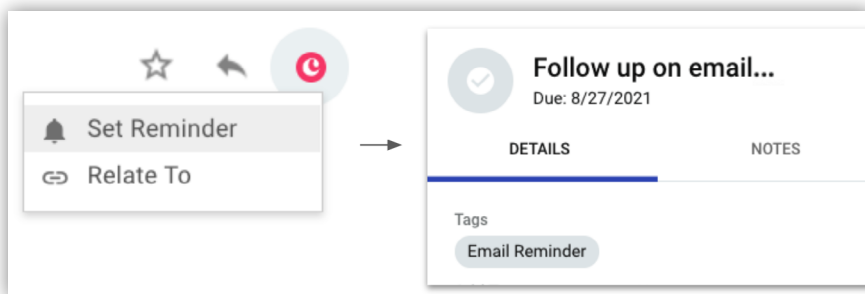 Set Reminder
Relate To
Follow up on email...
Due: 8/27/2021
DETAILS
NOTES
Tags
Email Reminder